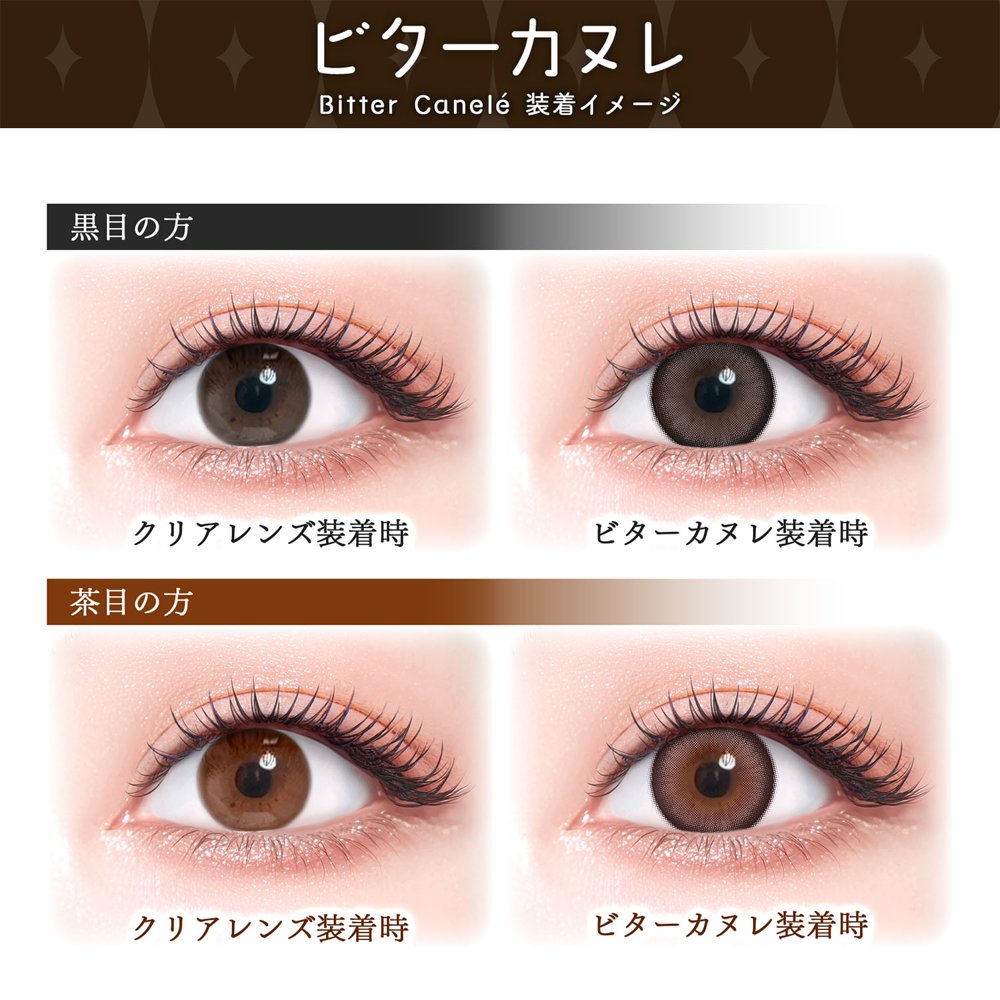 ビターカヌレ
Bitter Canelé 装着イメージ
黒目の方
クリアレンズ装着時
ビターカヌレ装着時
茶目の方
クリアレンズ装着時
ビターカヌレ装着時